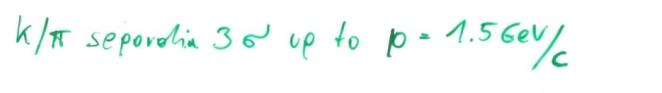 K/π separation 3σ up to p = 1.5 GeV/c